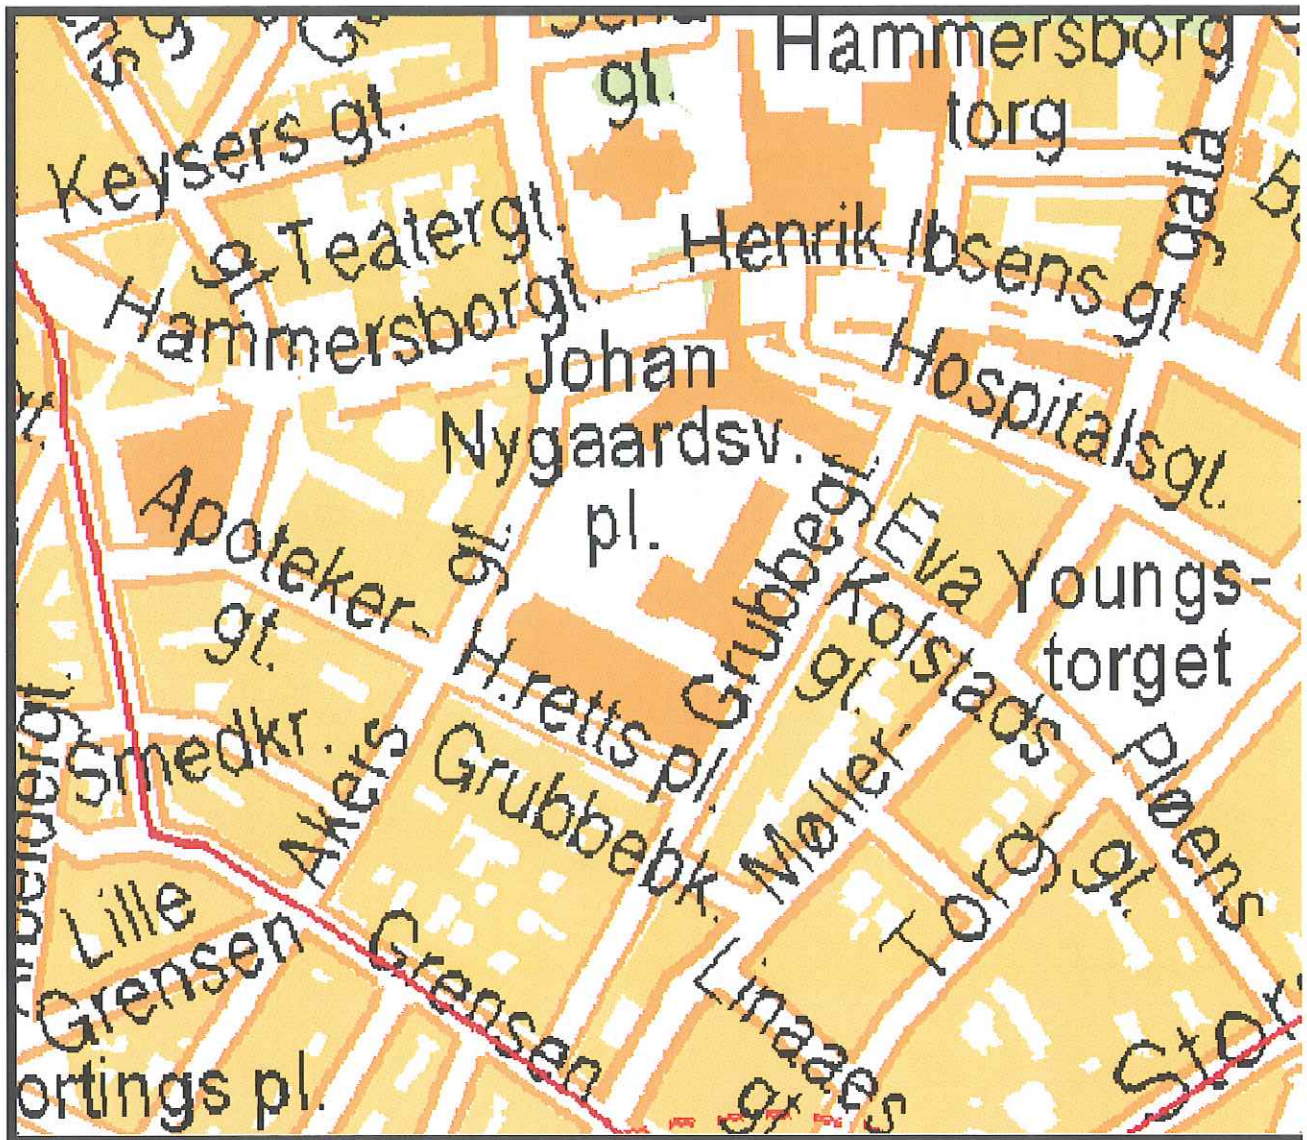 gl.
Hammersborg
torg
Keysers gt.
gata
Teatergt.
gt.
Henrik Ibsens gt
Hammersborgt.
Johan
Nygaardsv.
pl.
Hospitalsgt.
gt.
Apoteker-
gt.
gt.
Grubbegt.
Eva
Kolstads
gt.
Youngs-
torget
H.retts pl.
Smedkr.
Akers
Grubbebk.
Møller-
Pløens
gt.
Torg
Lille
Grensen
Grensen
Linaaes
gt
ortings pl.
Stor